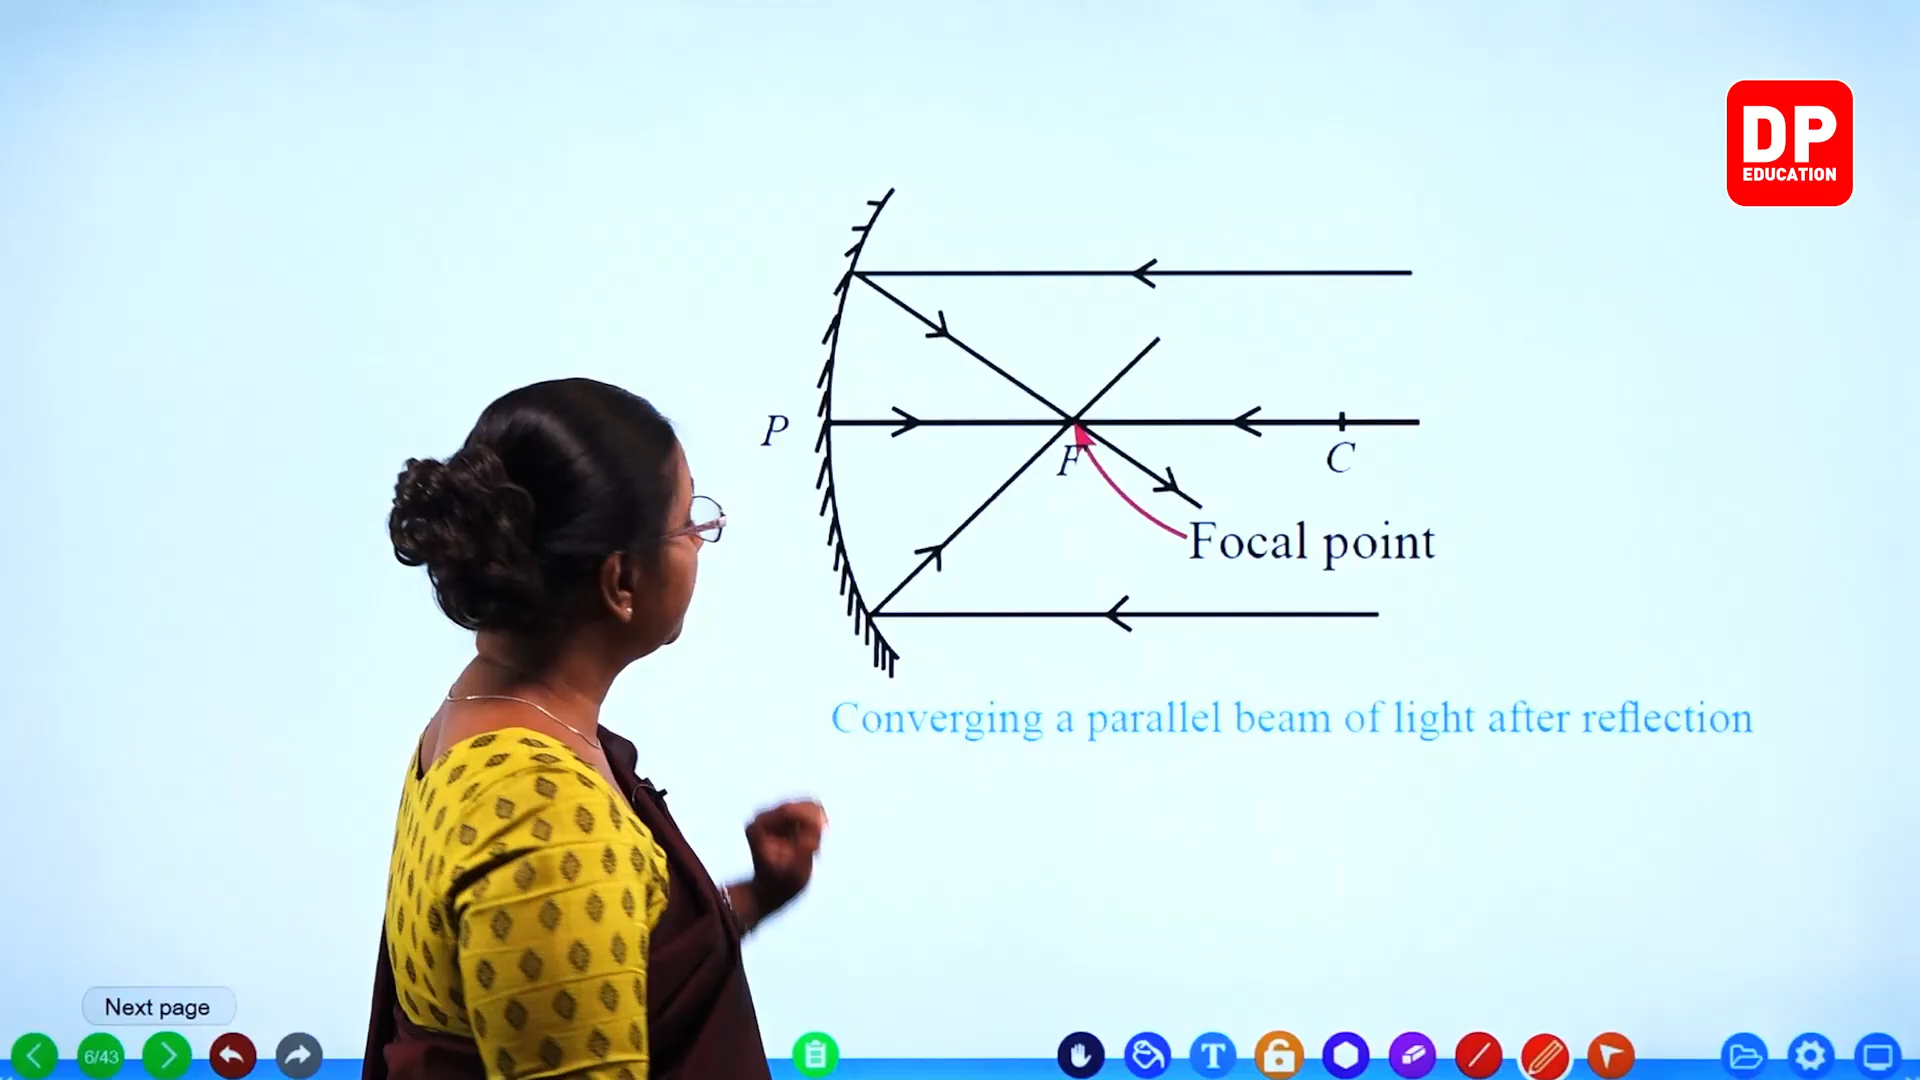 DP
EDUCATION
P
F
C
Focal point
Converging a parallel beam of light after reflection
Next page
6/43
T